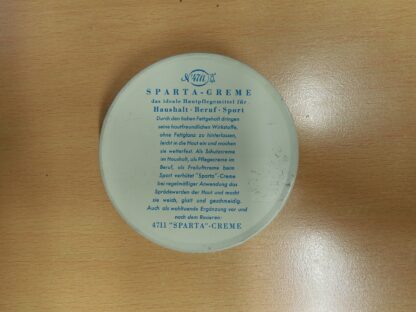 4711
SPARTA-CREME
das ideale Hautpflegemittel für
Haushalt · Beruf · Sport
Durch den hohen Fettgehalt dringen
seine hautfreundlichen Wirkstoffe,
ohne Fettglanz zu hinterlassen,
leicht in die Haut ein und machen
sie wetterfest. Als Schutzcreme
im Haushalt, als Pflegecreme im
Beruf, als Freiluftcreme beim
Sport verhütet "Sparta"-Creme
bei regelmäßiger Anwendung das
Sprödewerden der Haut und macht
sie weich, glatt und geschmeidig.
Auch als wohltuende Ergänzung vor und
nach dem Rasieren:
4711 "SPARTA"-CREME